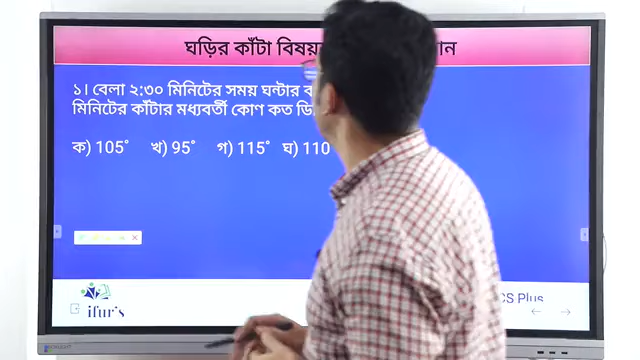 ঘড়ির কাঁটা বিষয়
১। বেলা ২:৩০ মিনিটের সময় ঘন্টার
মিনিটের কাঁটার মধ্যবর্তী কোণ কত
ক) 105° খ) 95° গ) 115° ঘ) 110
ifur's
CS Plus